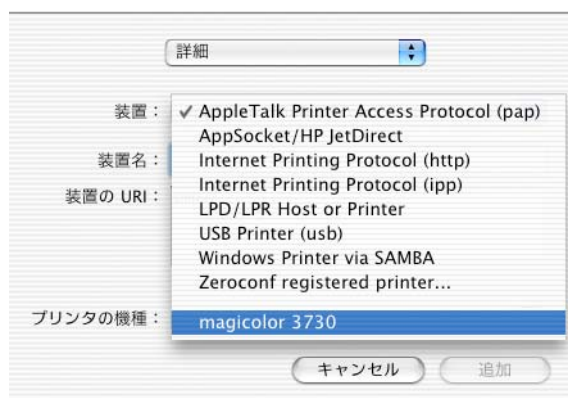 詳細
装置：
✓ AppleTalk Printer Access Protocol (pap)
AppSocket/HP JetDirect
装置名：
Internet Printing Protocol (http)
装置の URI：
Internet Printing Protocol (ipp)
LPD/LPR Host or Printer
USB Printer (usb)
Windows Printer via SAMBA
Zeroconf registered printer...
プリンタの機種：
magicolor 3730
キャンセル
追加